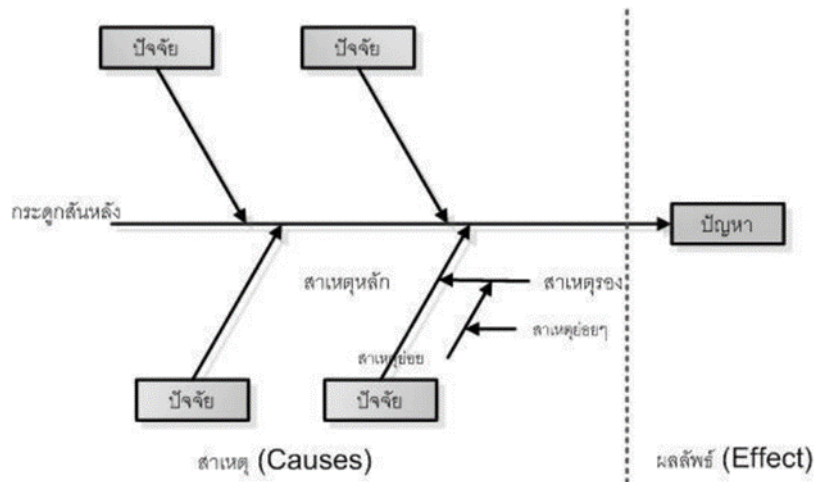 ปัจจัย
ปัจจัย
กระดูกสันหลัง
ปัญหา
สาเหตุหลัก
สาเหตุรอง
สาเหตุย่อยๆ
สาเหตุย่อย
ปัจจัย
ปัจจัย
สาเหตุ (Causes)
ผลลัพธ์ (Effect)